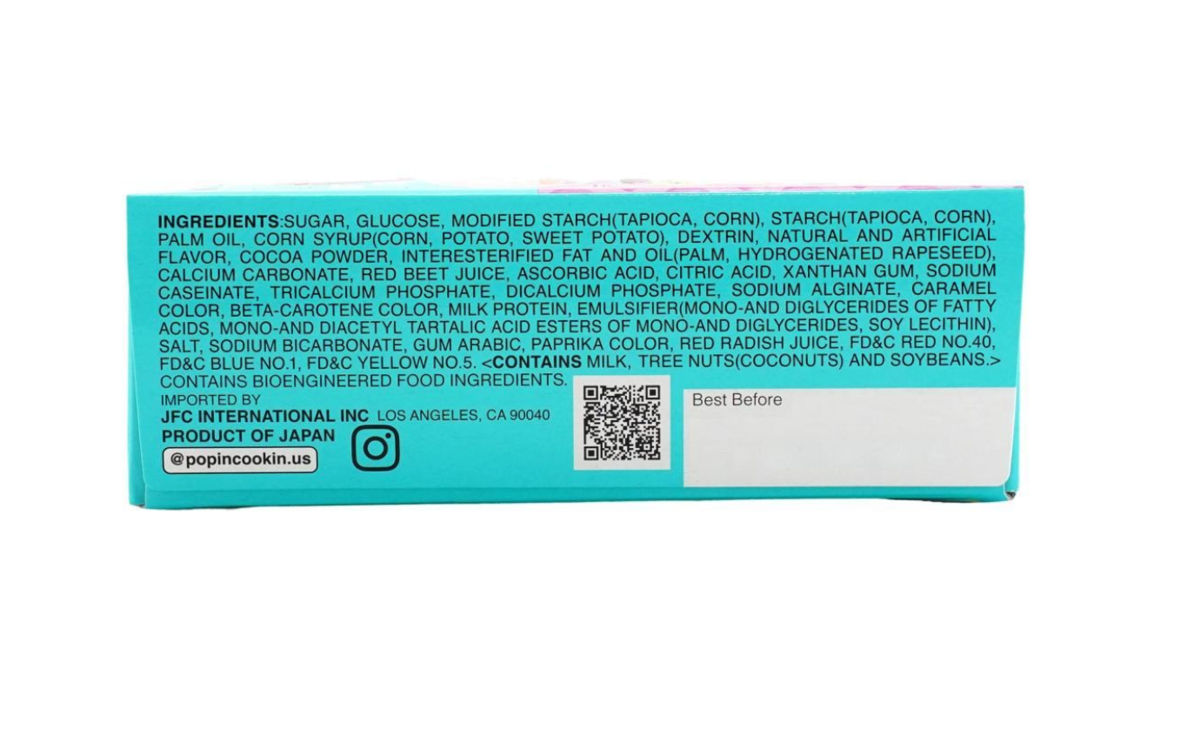 INGREDIENTS:SUGAR, GLUCOSE, MODIFIED STARCH(TAPIOCA, CORN), STARCH(TAPIOCA, CORN),
PALM OIL, CORN SYRUP(CORN, POTATO, SWEET POTATO), DEXTRIN, NATURAL AND ARTIFICIAL
FLAVOR, COCOA POWDER, INTERESTERIFIED FAT AND OIL(PALM, HYDROGENATED RAPESEED),
CALCIUM CARBONATE, RED BEET JUICE, ASCORBIC ACID, CITRIC ACID, XANTHAN GUM, SODIUM
CASEINATE, TRICALCIUM PHOSPHATE, DICALCIUM PHOSPHATE, SODIUM ALGINATE, CARAMEL
COLOR, BETA-CAROTENE COLOR, MILK PROTEIN, EMULSIFIER(MONO-AND DIGLYCERIDES OF FATTY
ACIDS, MONO-AND DIACETYL TARTALIC ACID ESTERS OF MONO-AND DIGLYCERIDES, SOY LECITHIN),
SALT, SODIUM BICARBONATE, GUM ARABIC, PAPRIKA COLOR, RED RADISH JUICE, FD&C RED NO.40,
FD&C BLUE NO.1, FD&C YELLOW NO.5. <CONTAINS MILK, TREE NUTS(COCONUTS) AND SOYBEANS.>
CONTAINS BIOENGINEERED FOOD INGREDIENTS.
IMPORTED BY
JFC INTERNATIONAL INC LOS ANGELES, CA 90040
PRODUCT OF JAPAN
@popincookin.us
Best Before